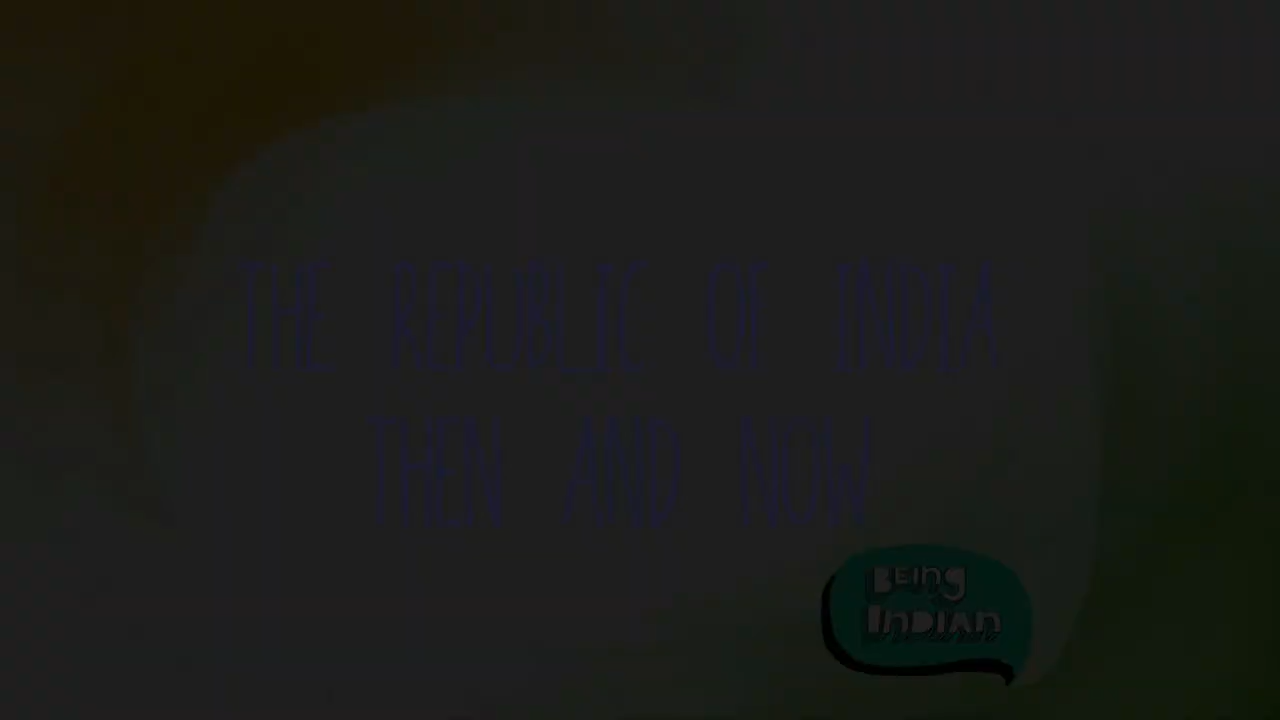 THE REPUBLIC OF INDIA
THEN AND NOW
BEING
INDIAN